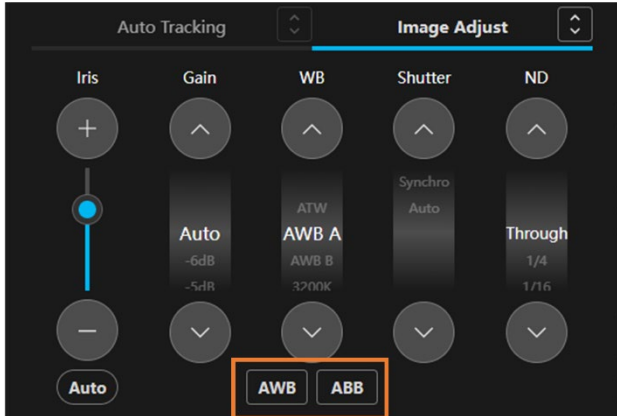 Auto Tracking Image Adjust
Iris Gain WB Shutter ND
Synchro
ATW Auto
Auto AWB A Through
-6dB AWB B 1/4
-5dB 3200K 1/16
Auto AWB ABB